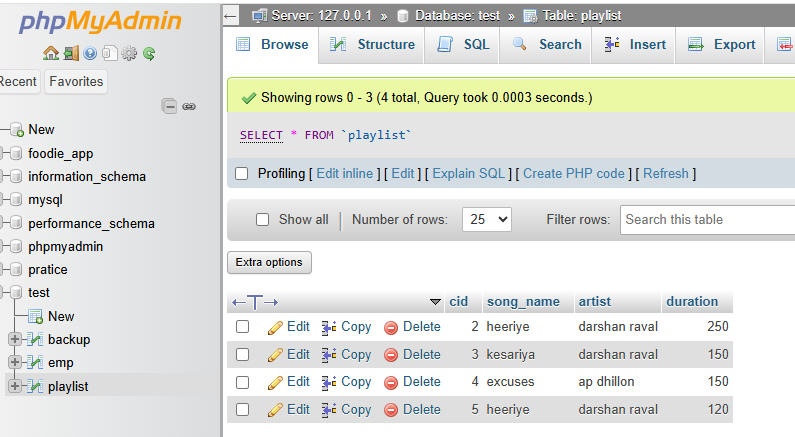 phpMyAdmin
Recent Favorites
New
foodie_app
information_schema
mysql
performance_schema
phpmyadmin
pratice
test
New
backup
emp
playlist
Server: 127.0.0.1 » Database: test » Table: playlist
Browse Structure SQL Search Insert Export
Showing rows 0 - 3 (4 total, Query took 0.0003 seconds.)
SELECT * FROM `playlist`
Profiling [ Edit inline ] [ Edit ] [ Explain SQL ] [ Create PHP code ] [ Refresh ]
Show all Number of rows: 25 Filter rows: Search this table
Extra options
cid song_name artist duration
Edit Copy Delete 2 heeriye darshan raval 250
Edit Copy Delete 3 kesariya darshan raval 150
Edit Copy Delete 4 excuses ap dhillon 150
Edit Copy Delete 5 heeriye darshan raval 120